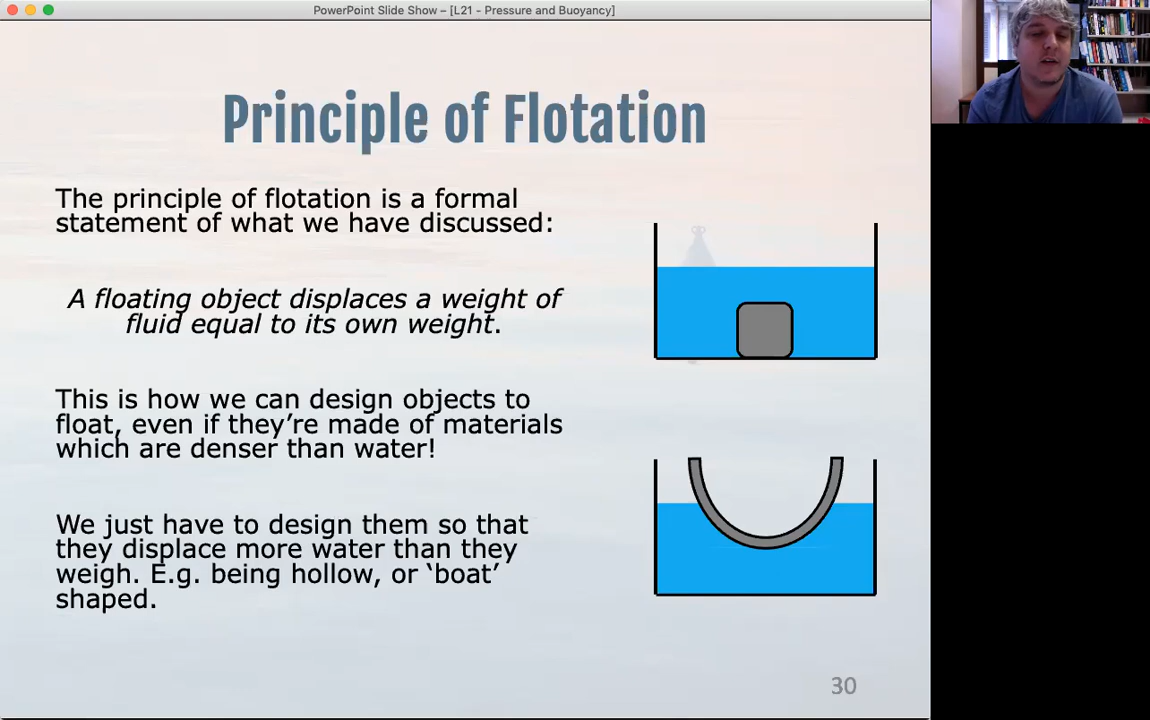 PowerPoint Slide Show – [L21 - Pressure and Buoyancy]
Principle of Flotation
The principle of flotation is a formal
statement of what we have discussed:
A floating object displaces a weight of
fluid equal to its own weight.
This is how we can design objects to
float, even if they’re made of materials
which are denser than water!
We just have to design them so that
they displace more water than they
weigh. E.g. being hollow, or ‘boat’
shaped.
30